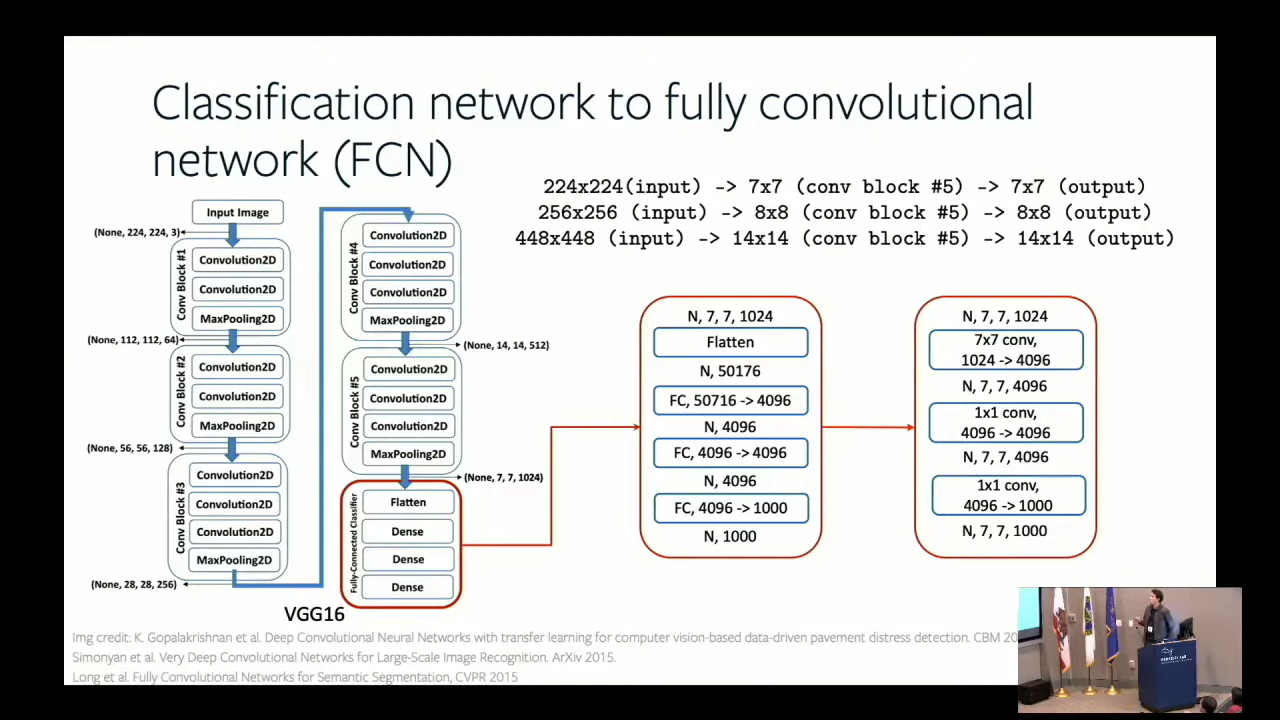 Classification network to fully convolutional
network (FCN)
224x224(input) -> 7x7 (conv block #5) -> 7x7 (output)
256x256 (input) -> 8x8 (conv block #5) -> 8x8 (output)
448x448 (input) -> 14x14 (conv block #5) -> 14x14 (output)
Input Image
(None, 224, 224, 3)
Conv Block #1
Convolution2D
Convolution2D
MaxPooling2D
(None, 112, 112, 64)
Conv Block #2
Convolution2D
Convolution2D
MaxPooling2D
(None, 56, 56, 128)
Conv Block #3
Convolution2D
Convolution2D
Convolution2D
MaxPooling2D
(None, 28, 28, 256)
Conv Block #4
Convolution2D
Convolution2D
Convolution2D
MaxPooling2D
(None, 14, 14, 512)
Conv Block #5
Convolution2D
Convolution2D
Convolution2D
MaxPooling2D
(None, 7, 7, 1024)
Fully-Connected Classifier
Flatten
Dense
Dense
Dense
VGG16
N, 7, 7, 1024
Flatten
N, 50176
FC, 50716 -> 4096
N, 4096
FC, 4096 -> 4096
N, 4096
FC, 4096 -> 1000
N, 1000
N, 7, 7, 1024
7x7 conv,
1024 -> 4096
N, 7, 7, 4096
1x1 conv,
4096 -> 4096
N, 7, 7, 4096
1x1 conv,
4096 -> 1000
N, 7, 7, 1000
Img credit: K. Gopalakrishnan et al. Deep Convolutional Neural Networks with transfer learning for computer vision-based data-driven pavement distress detection. CBM 20
Simonyan et al. Very Deep Convolutional Networks for Large-Scale Image Recognition. ArXiv 2015.
Long et al. Fully Convolutional Networks for Semantic Segmentation, CVPR 2015